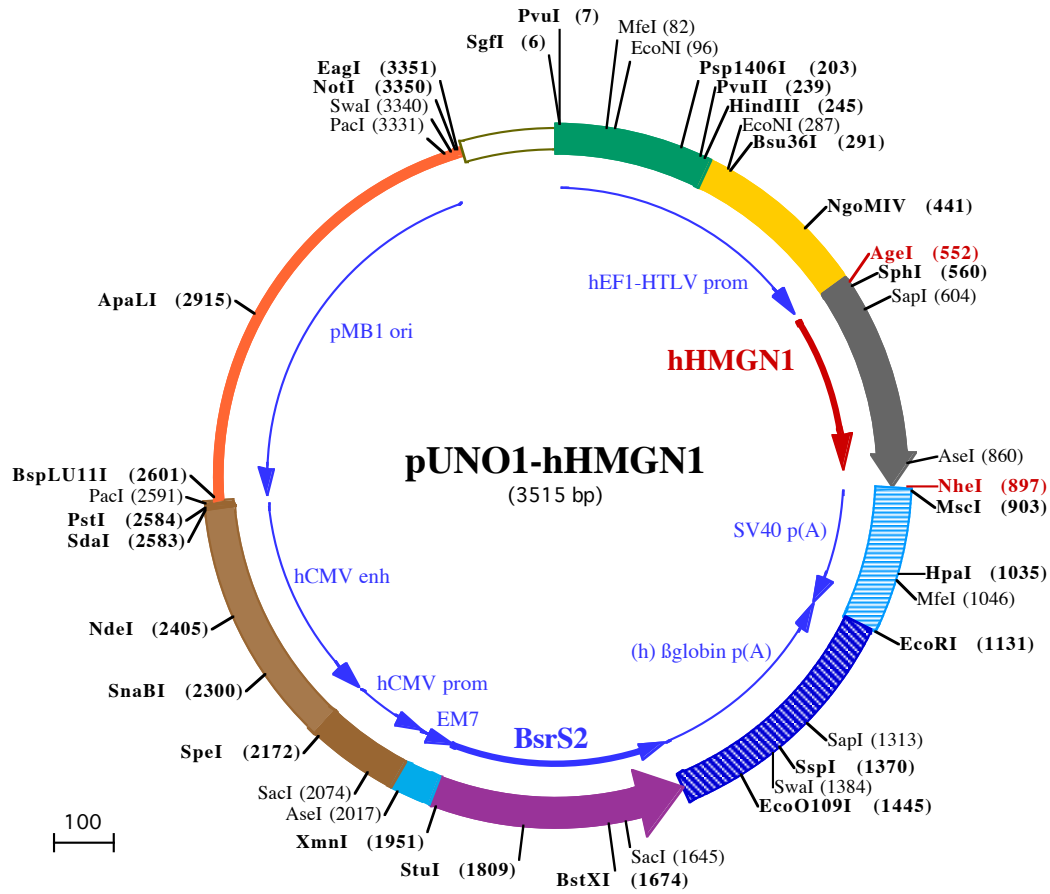 PvuI (7)
SgfI (6)
MfeI (82)
EcoNI (96)
Psp1406I (203)
PvuII (239)
HindIII (245)
EcoNI (287)
Bsu36I (291)
NgoMIV (441)
AgeI (552)
SphI (560)
SapI (604)
AseI (860)
NheI (897)
MscI (903)
HpaI (1035)
MfeI (1046)
EcoRI (1131)
SapI (1313)
SspI (1370)
SwaI (1384)
EcoO109I (1445)
SacI (1645)
BstXI (1674)
StuI (1809)
XmnI (1951)
AseI (2017)
SacI (2074)
SpeI (2172)
SnaBI (2300)
NdeI (2405)
SdaI (2583)
PstI (2584)
PacI (2591)
BspLU11I (2601)
ApaLI (2915)
PacI (3331)
SwaI (3340)
NotI (3350)
EagI (3351)
hEF1-HTLV prom
hHMGN1
SV40 p(A)
(h) ßglobin p(A)
BsrS2
EM7
hCMV prom
hCMV enh
pMB1 ori
pUNO1-hHMGN1
(3515 bp)
100